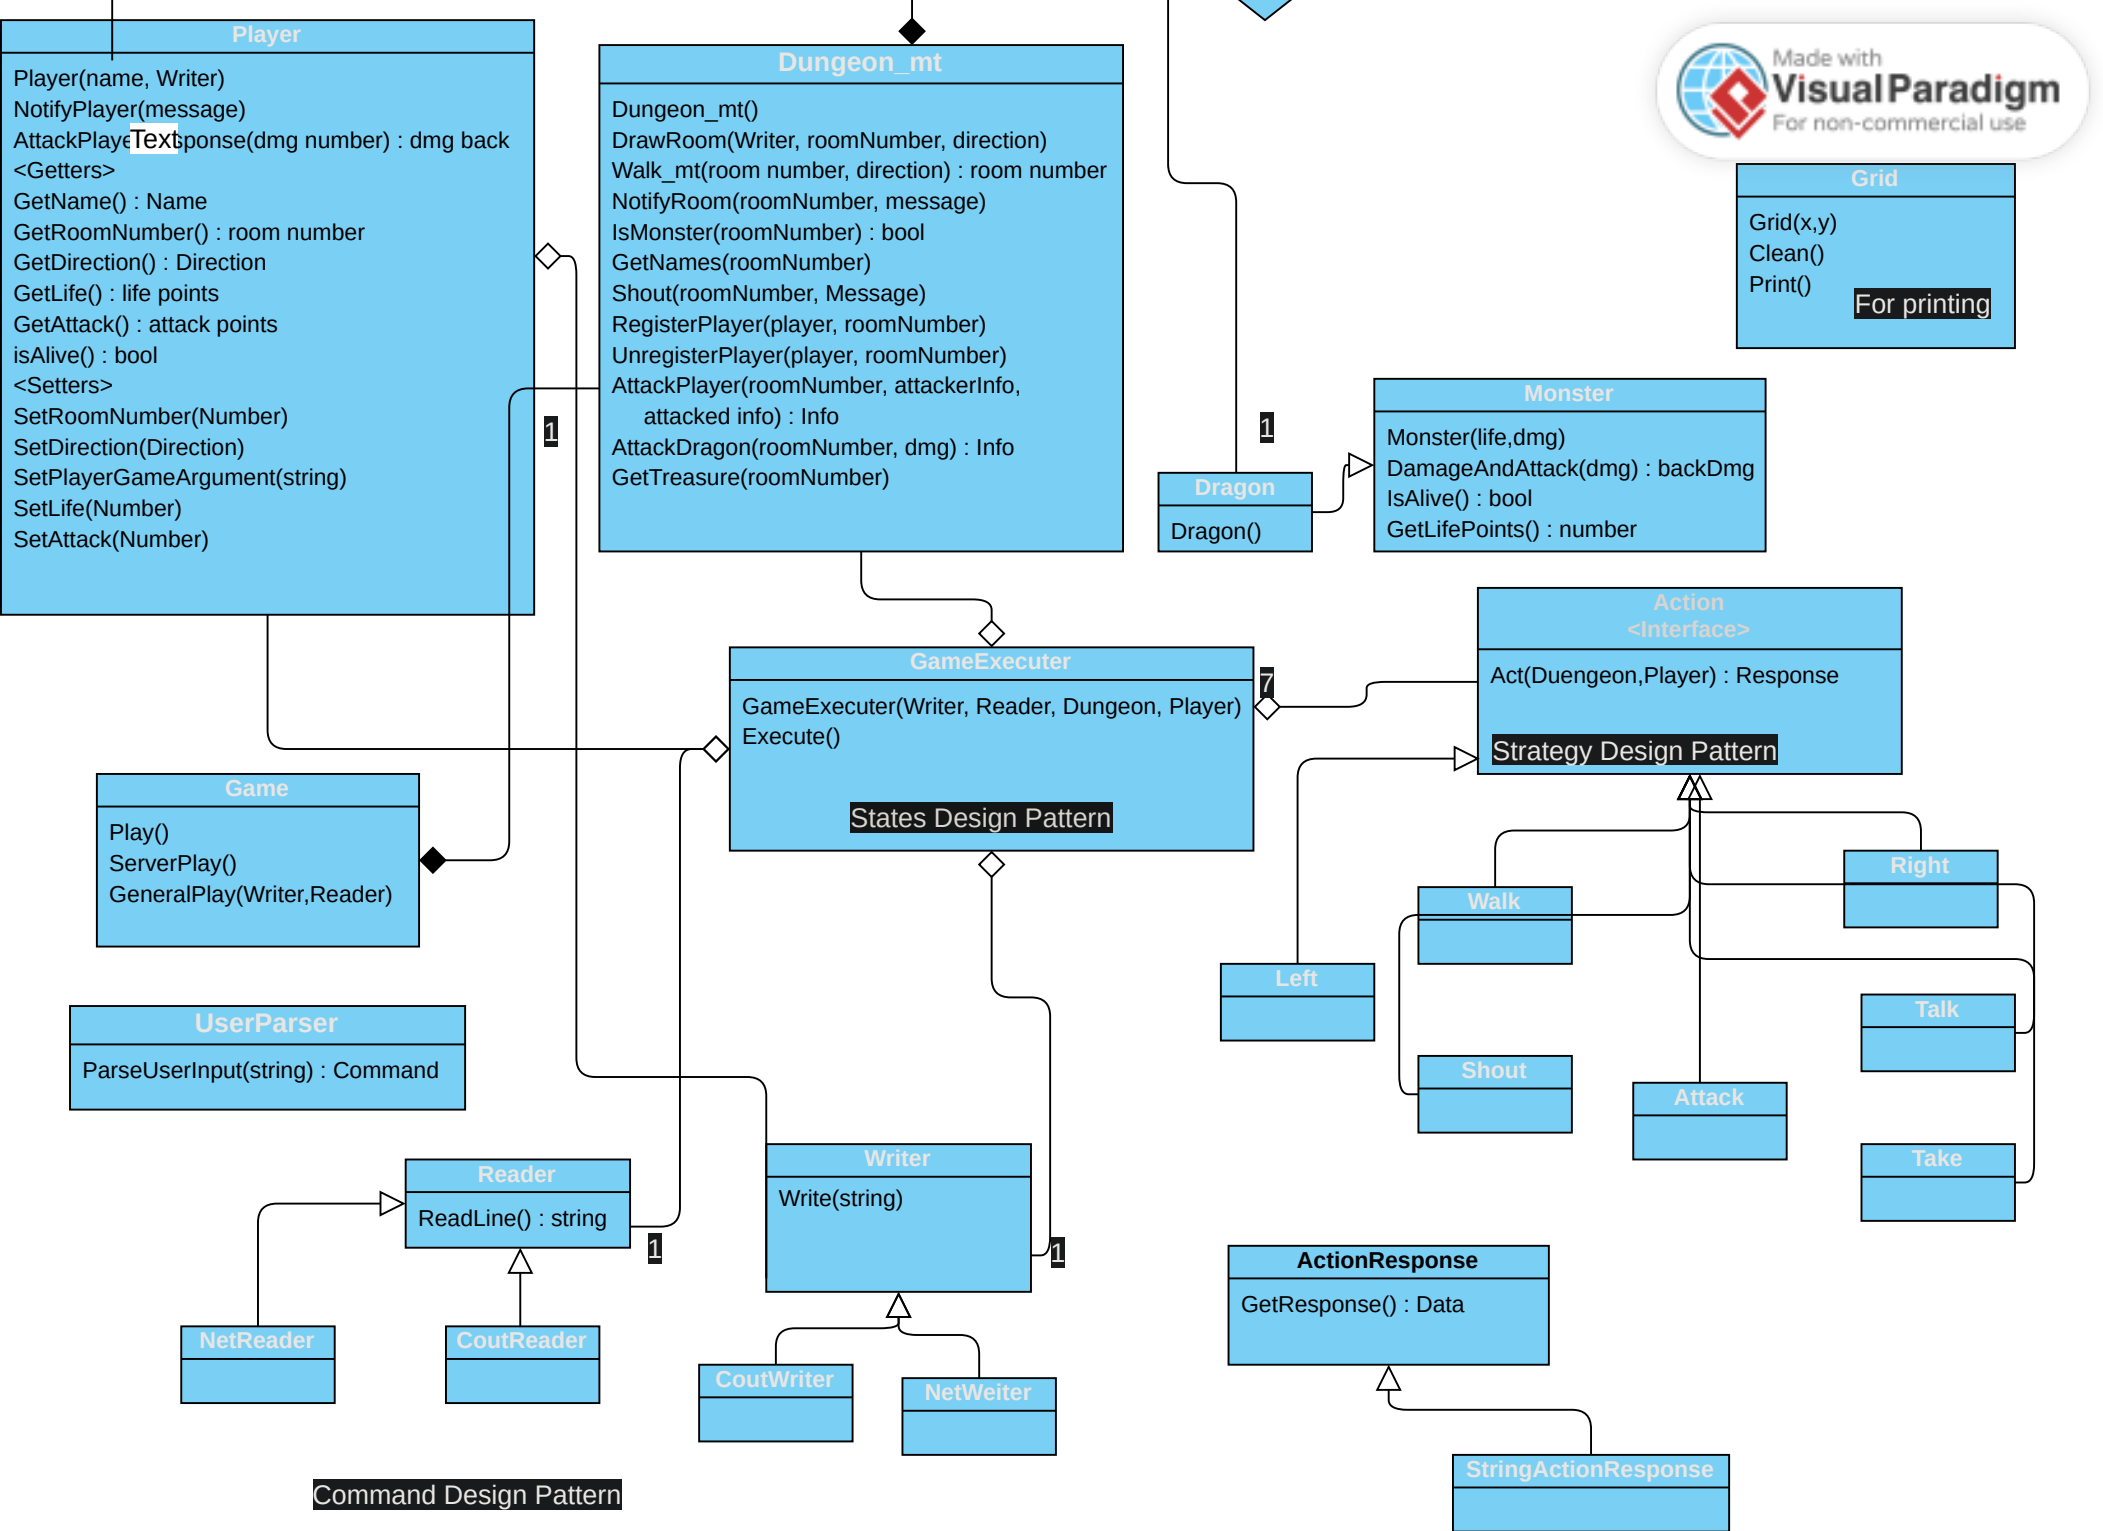 Player
Player(name, Writer)
NotifyPlayer(message)
AttackPlaye
Text
sponse(dmg number) : dmg back
<Getters>
GetName() : Name
GetRoomNumber() : room number
GetDirection() : Direction
GetLife() : life points
GetAttack() : attack points
isAlive() : bool
<Setters>
SetRoomNumber(Number)
SetDirection(Direction)
SetPlayerGameArgument(string)
SetLife(Number)
SetAttack(Number)
1
Dungeon_mt
Dungeon_mt()
DrawRoom(Writer, roomNumber, direction)
Walk_mt(room number, direction) : room number
NotifyRoom(roomNumber, message)
IsMonster(roomNumber) : bool
GetNames(roomNumber)
Shout(roomNumber, Message)
RegisterPlayer(player, roomNumber)
UnregisterPlayer(player, roomNumber)
AttackPlayer(roomNumber, attackerInfo,
attacked info) : Info
AttackDragon(roomNumber, dmg) : Info
GetTreasure(roomNumber)
Made with
Visual Paradigm
For non-commercial use
Grid
Grid(x,y)
Clean()
Print()
For printing
1
Dragon
Dragon()
Monster
Monster(life,dmg)
DamageAndAttack(dmg) : backDmg
IsAlive() : bool
GetLifePoints() : number
GameExecuter
GameExecuter(Writer, Reader, Dungeon, Player)
Execute()
States Design Pattern
7
Action
<Interface>
Act(Duengeon,Player) : Response
Strategy Design Pattern
Game
Play()
ServerPlay()
GeneralPlay(Writer,Reader)
Right
Walk
Left
Talk
Shout
Attack
Take
UserParser
ParseUserInput(string) : Command
Reader
ReadLine() : string
1
Writer
Write(string)
1
NetReader
CoutReader
CoutWriter
NetWeiter
ActionResponse
GetResponse() : Data
StringActionResponse
Command Design Pattern